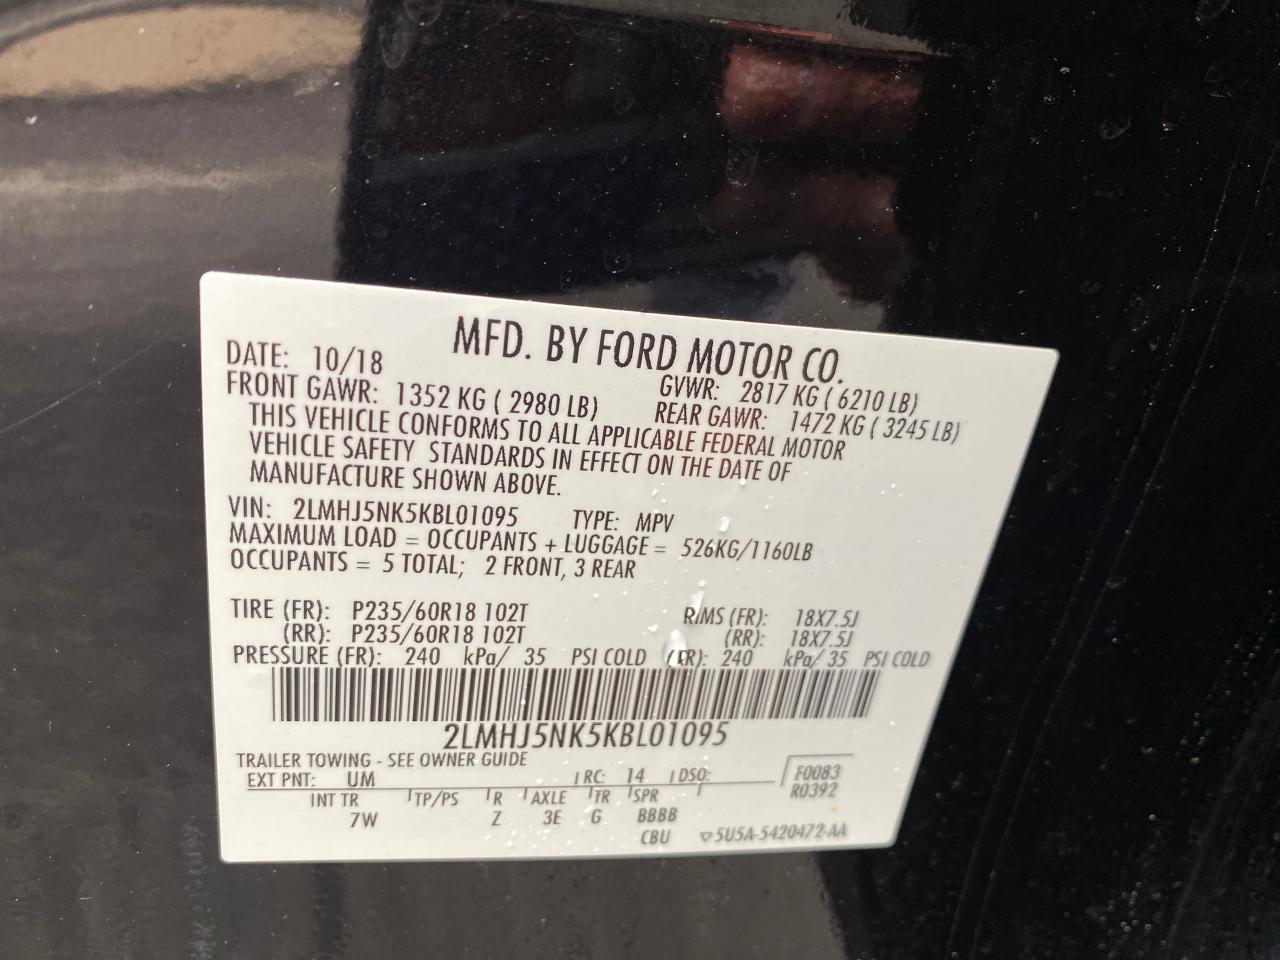 MFD. BY FORD MOTOR CO.
DATE: 10/18 GVWR: 2817 KG ( 6210 LB)
FRONT GAWR: 1352 KG ( 2980 LB) REAR GAWR: 1472 KG ( 3245 LB)
THIS VEHICLE CONFORMS TO ALL APPLICABLE FEDERAL MOTOR
VEHICLE SAFETY STANDARDS IN EFFECT ON THE DATE OF
MANUFACTURE SHOWN ABOVE.
VIN: 2LMHJ5NK5KBL01095 TYPE: MPV
MAXIMUM LOAD = OCCUPANTS + LUGGAGE = 526KG/1160LB
OCCUPANTS = 5 TOTAL; 2 FRONT, 3 REAR
TIRE (FR): P235/60R18 102T RIMS (FR): 18X7.5J
(RR): P235/60R18 102T (RR): 18X7.5J
PRESSURE (FR): 240 kPa/ 35 PSI COLD (RR): 240 kPa/ 35 PSI COLD
2LMHJ5NK5KBL01095
TRAILER TOWING - SEE OWNER GUIDE
EXT PNT: UM RC: 14 DSO: F0083
R0392
INT TR TP/PS R AXLE TR SPR
7W Z 3E G BBBB
CBU 5U5A-5420472-AA